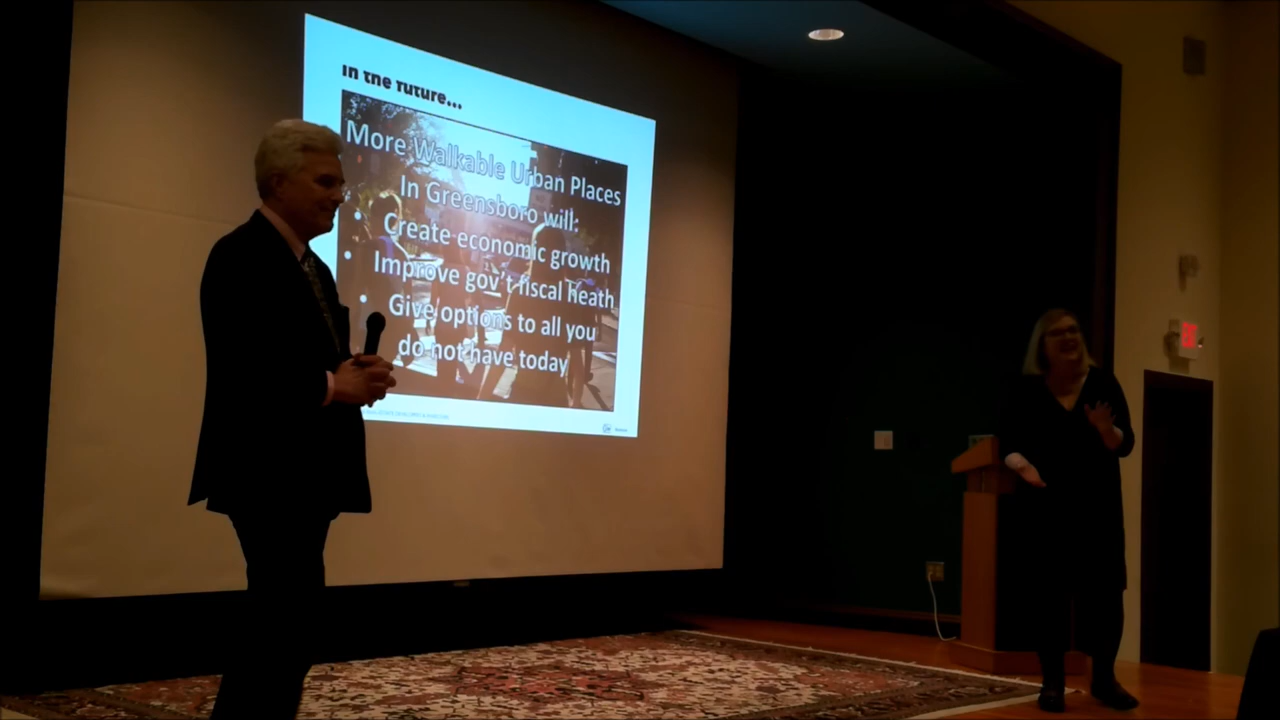 In the future...
More Walkable Urban Places
In Greensboro will:
• Create economic growth
• Improve gov't fiscal heath
• Give options to all you
do not have today